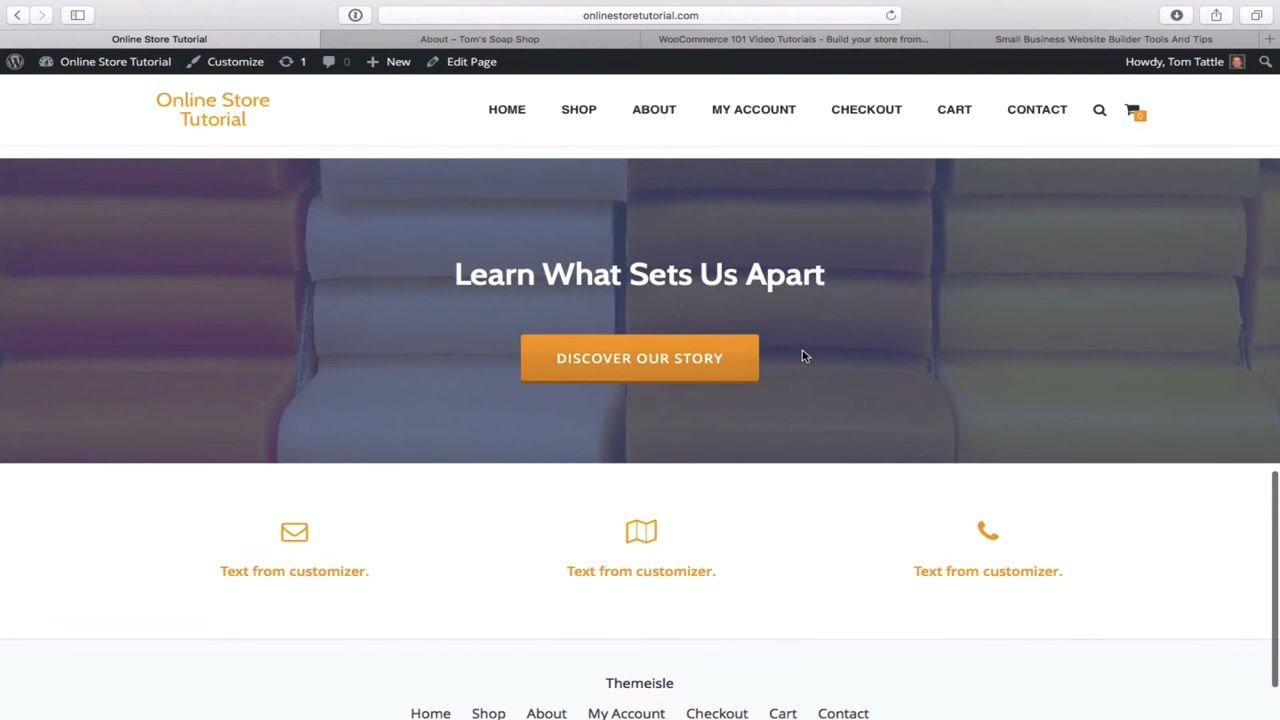 onlinestoretutorial.com
Online Store Tutorial
About – Tom's Soap Shop
WooCommerce 101 Video Tutorials - Build your store from...
Small Business Website Builder Tools And Tips
Online Store Tutorial
Customize
1
0
New
Edit Page
Howdy, Tom Tattle
Online Store
Tutorial
HOME
SHOP
ABOUT
MY ACCOUNT
CHECKOUT
CART
CONTACT
0
Learn What Sets Us Apart
DISCOVER OUR STORY
Text from customizer.
Text from customizer.
Text from customizer.
Themeisle
Home
Shop
About
My Account
Checkout
Cart
Contact